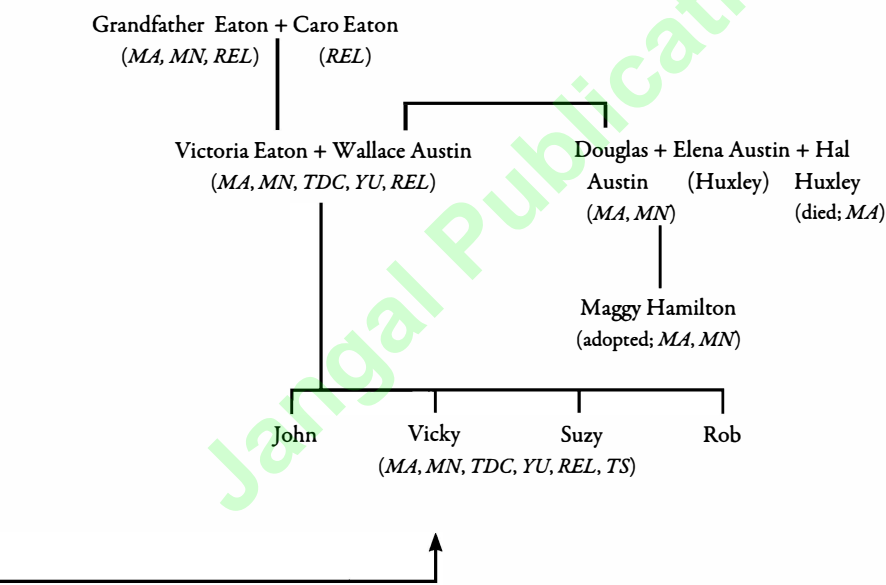 Grandfather Eaton + Caro Eaton
(MA, MN, REL) (REL)
Victoria Eaton + Wallace Austin
(MA, MN, TDC, YU, REL)
Douglas + Elena Austin + Hal
Austin (Huxley) Huxley
(MA, MN) (died; MA)
Maggy Hamilton
(adopted; MA, MN)
John Vicky Suzy Rob
(MA, MN, TDC, YU, REL, TS)
Jangal Publicati